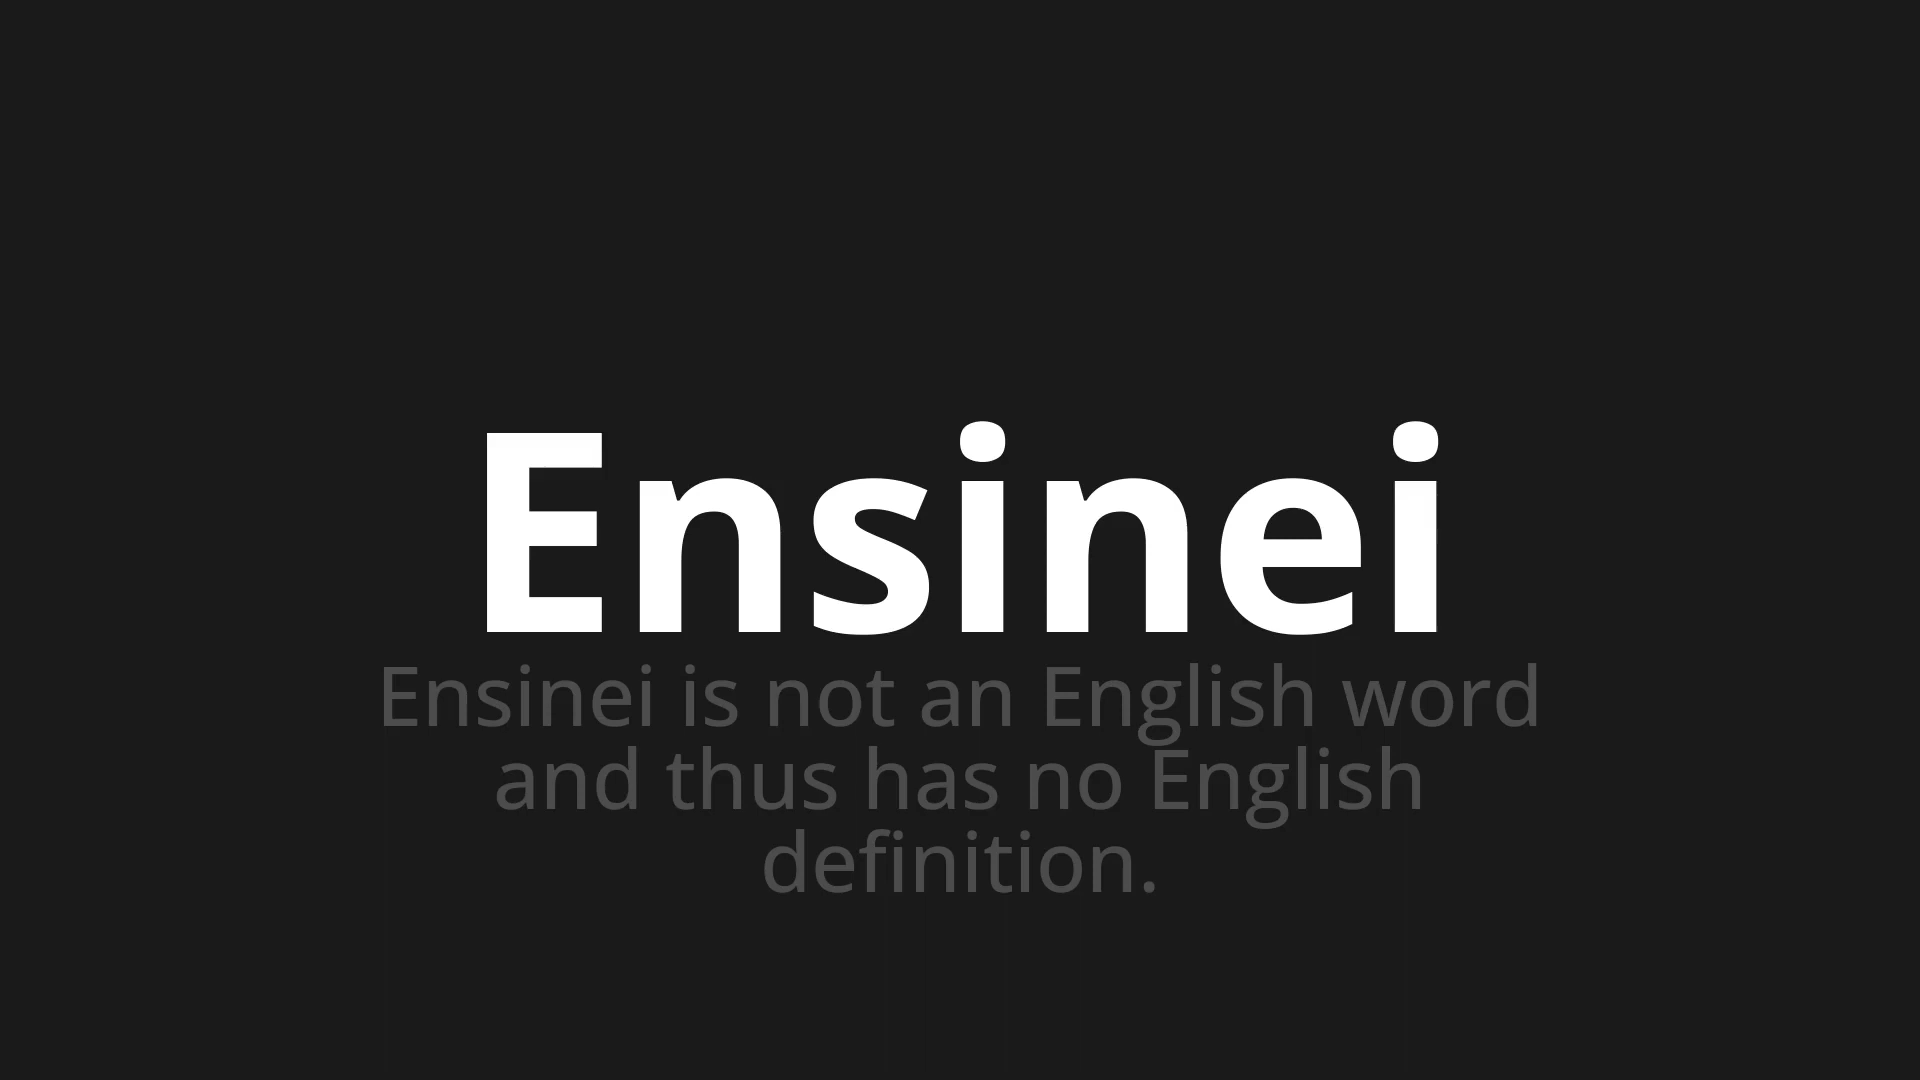 Ensinei
Ensinei is not an English word
and thus has no English
definition.